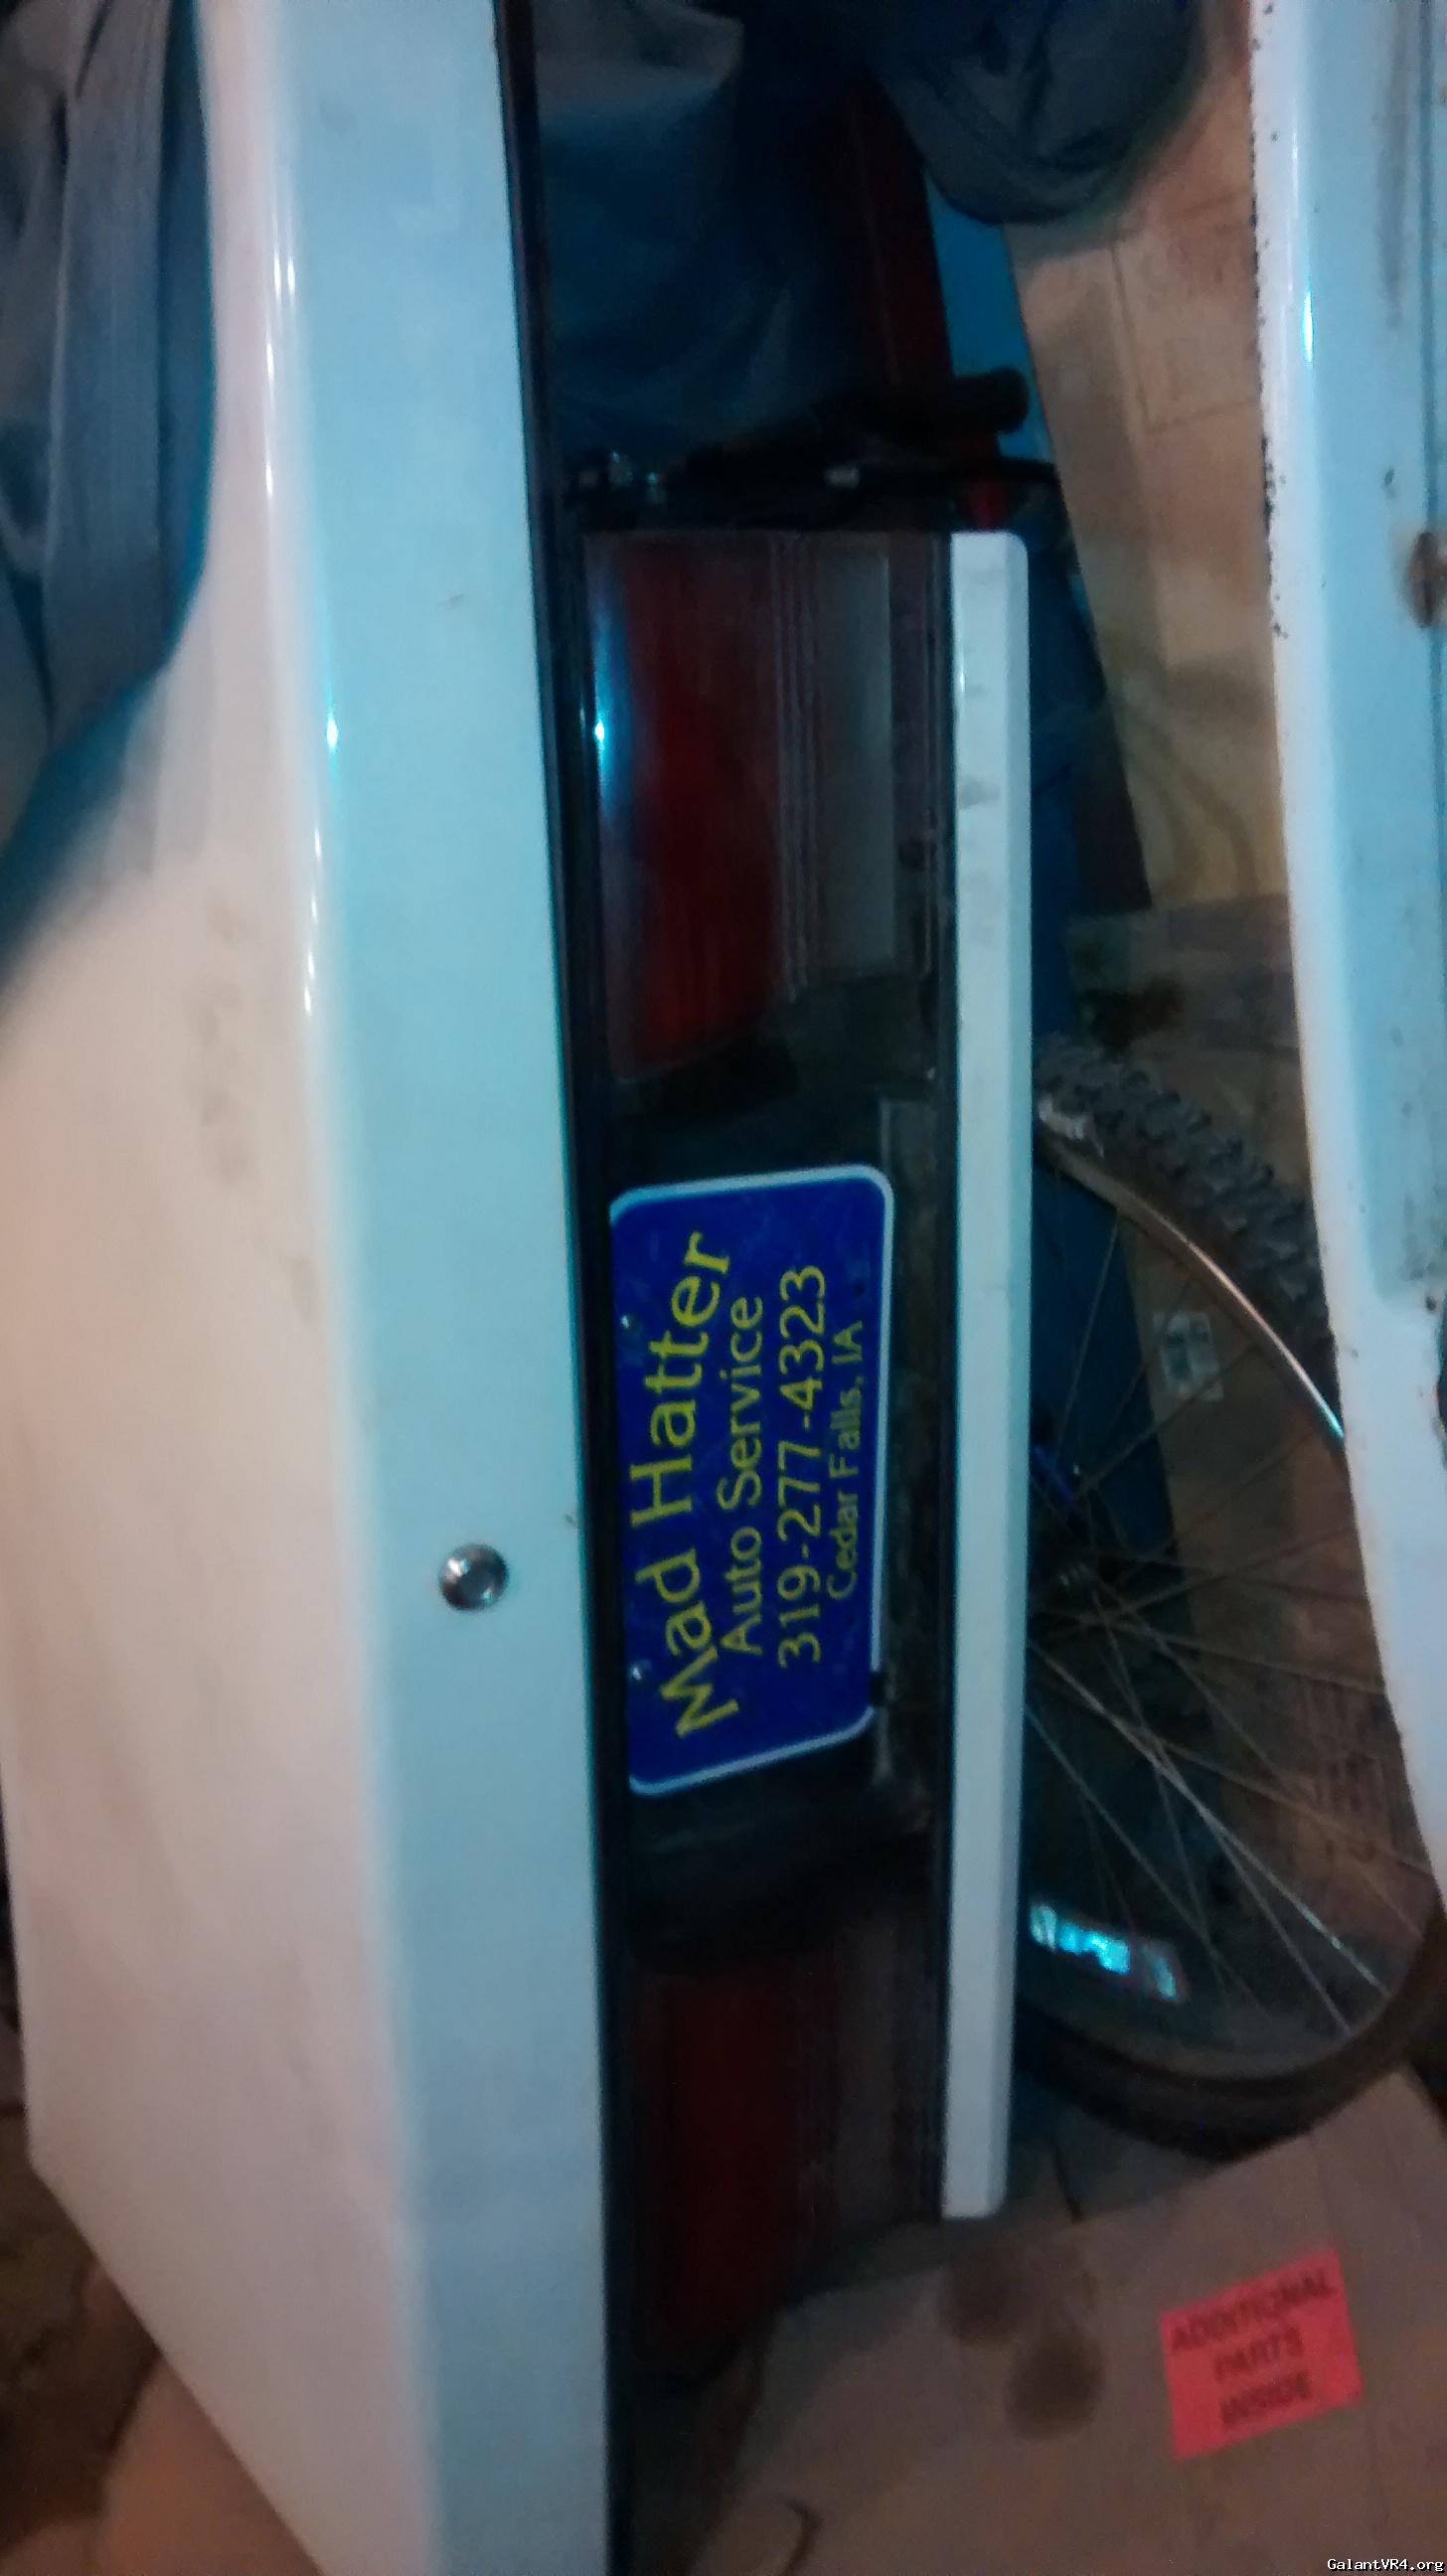 Mad Hatter
Auto Service
319-277-4323
Cedar Falls, IA
ADDITIONAL
PARTS
INSIDE
GalantVR4.org